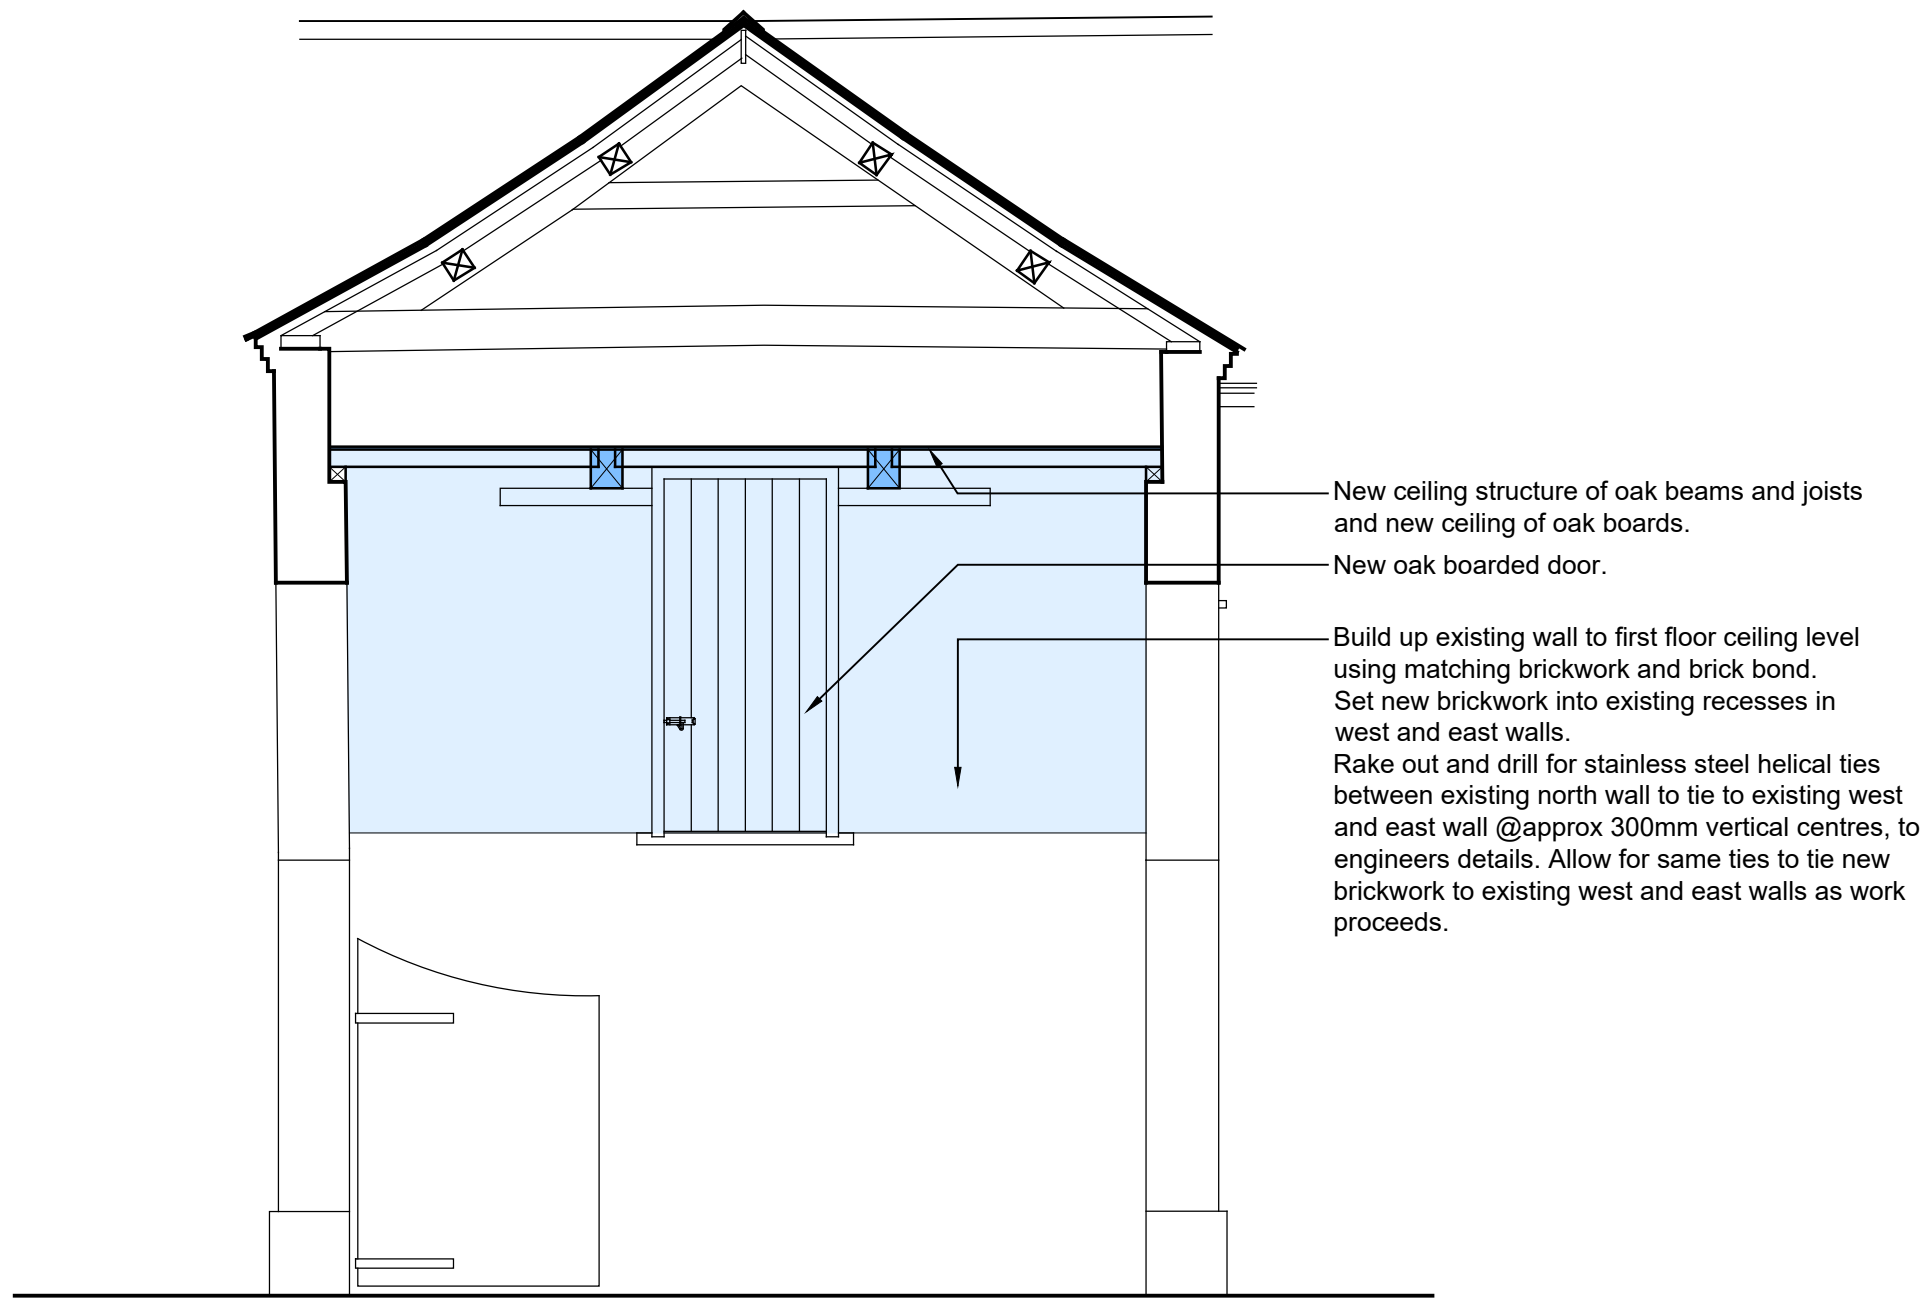 New ceiling structure of oak beams and joists
and new ceiling of oak boards.
New oak boarded door.
Build up existing wall to first floor ceiling level
using matching brickwork and brick bond.
Set new brickwork into existing recesses in
west and east walls.
Rake out and drill for stainless steel helical ties
between existing north wall to tie to existing west
and east wall @approx 300mm vertical centres, to
engineers details. Allow for same ties to tie new
brickwork to existing west and east walls as work
proceeds.